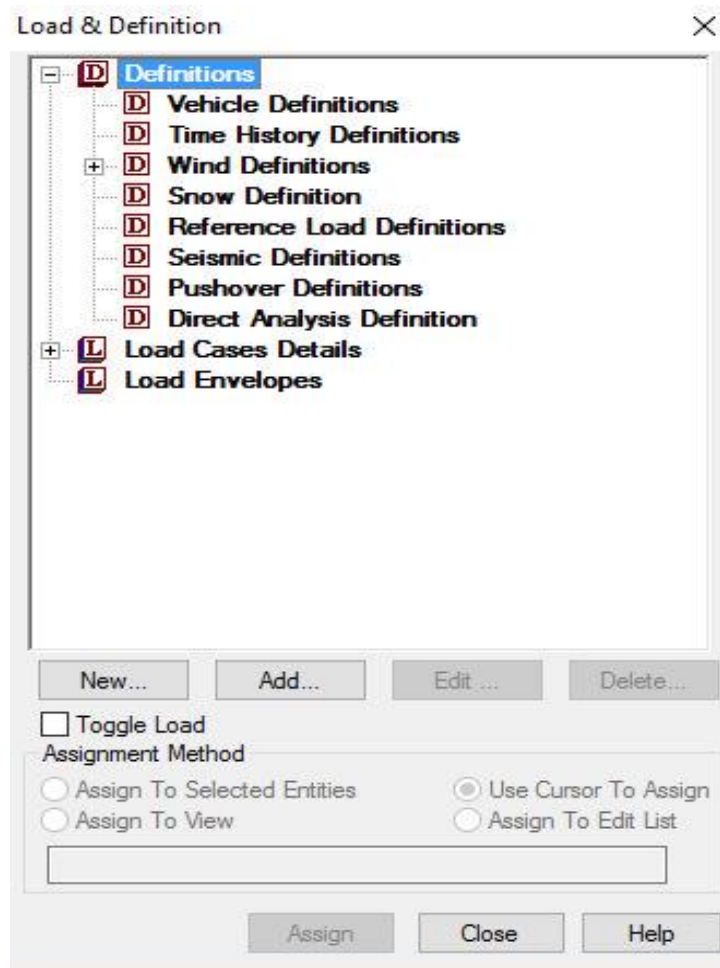 Load & Definition
D Definitions
D Vehicle Definitions
D Time History Definitions
D Wind Definitions
D Snow Definition
D Reference Load Definitions
D Seismic Definitions
D Pushover Definitions
D Direct Analysis Definition
L Load Cases Details
L Load Envelopes
New... Add... Edit ... Delete...
Toggle Load
Assignment Method
Assign To Selected Entities Use Cursor To Assign
Assign To View Assign To Edit List
Assign Close Help